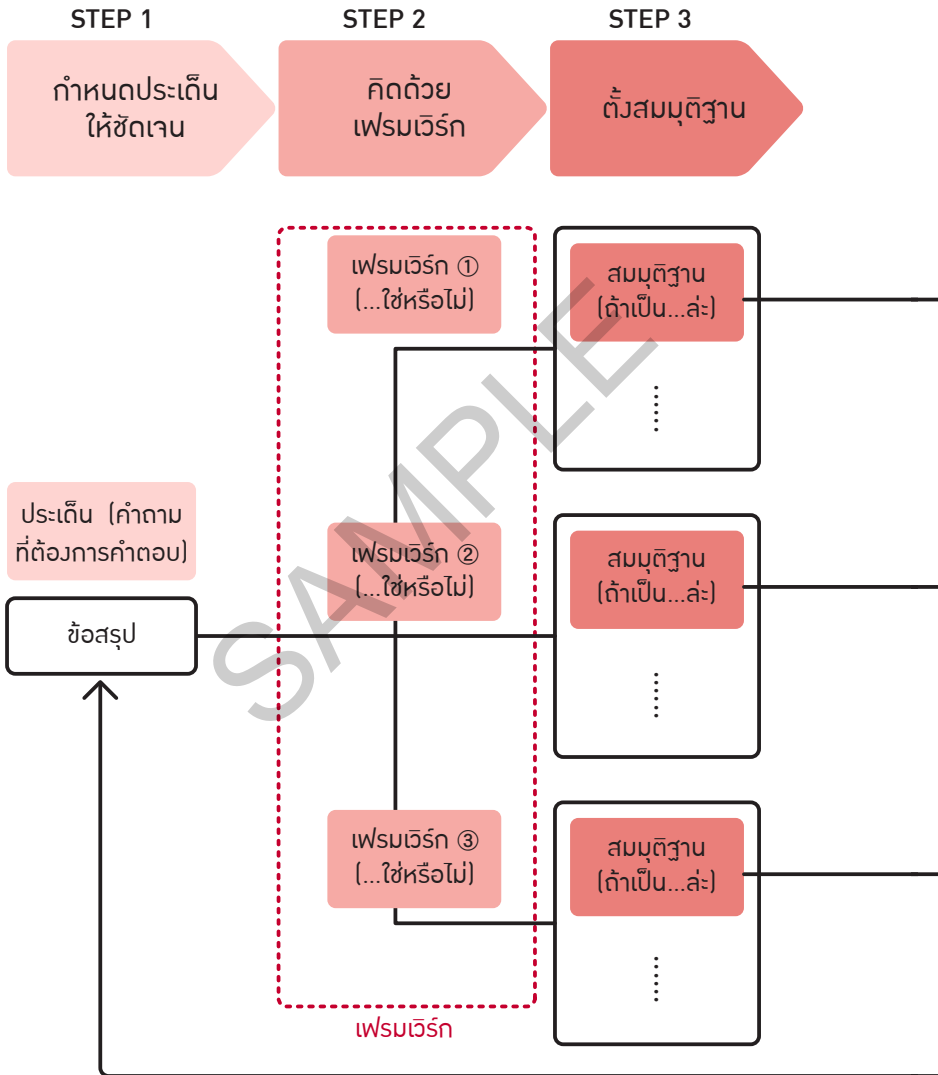 STEP 1
STEP 2
STEP 3
กำหนดประเด็น
ให้ชัดเจน
คิดด้วย
เฟรมเวิร์ก
ตั้งสมมุติฐาน
เฟรมเวิร์ก ①
(...ใช่หรือไม่)
สมมุติฐาน
(ถ้าเป็น...ล่ะ)
ประเด็น (คำถาม
ที่ต้องการคำตอบ)
ข้อสรุป
เฟรมเวิร์ก ②
(...ใช่หรือไม่)
สมมุติฐาน
(ถ้าเป็น...ล่ะ)
เฟรมเวิร์ก ③
(...ใช่หรือไม่)
สมมุติฐาน
(ถ้าเป็น...ล่ะ)
เฟรมเวิร์ก
SAMPLE